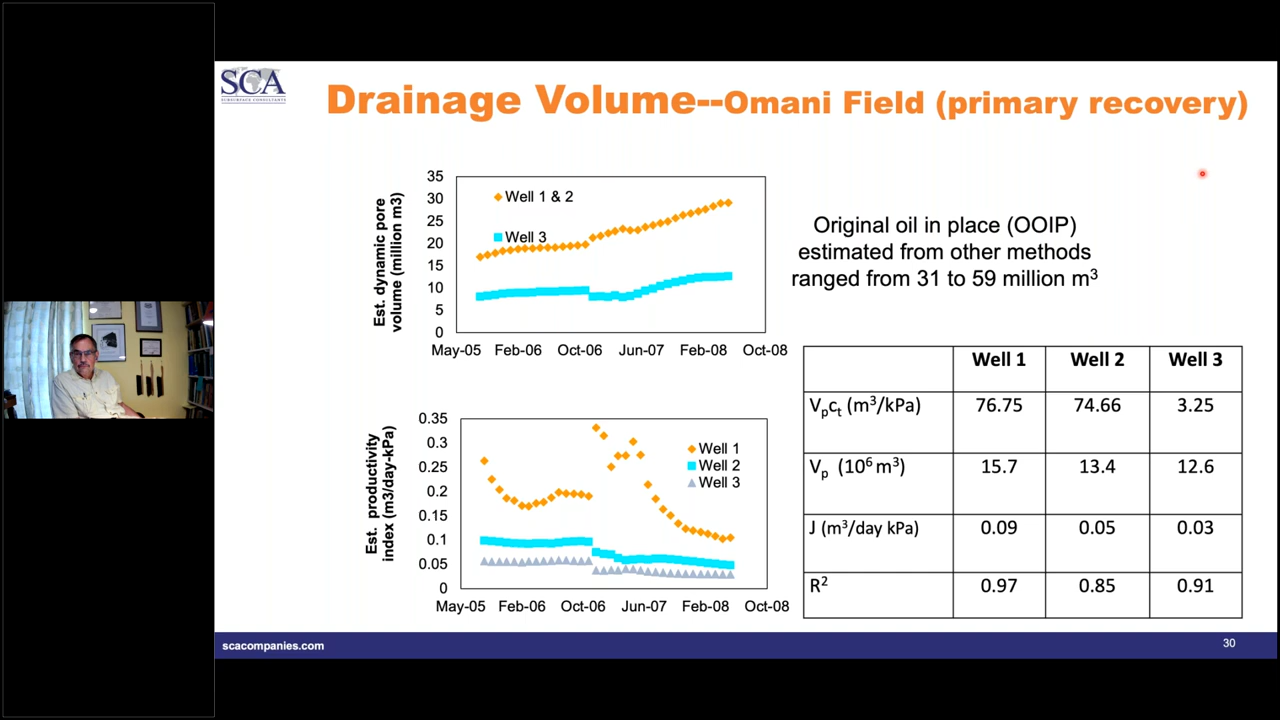 SCA
SUBSURFACE CONSULTANTS
Drainage Volume--Omani Field (primary recovery)
Est. dynamic pore
volume (million m3)
35
30
25
20
15
10
5
0
Well 1 & 2
Well 3
May-05 Feb-06 Oct-06 Jun-07 Feb-08 Oct-08
Original oil in place (OOIP)
estimated from other methods
ranged from 31 to 59 million m³
Est. productivity
index (m3/day-kPa)
0.35
0.3
0.25
0.2
0.15
0.1
0.05
0
Well 1
Well 2
Well 3
May-05 Feb-06 Oct-06 Jun-07 Feb-08 Oct-08
Well 1 Well 2 Well 3
Vpct (m³/kPa) 76.75 74.66 3.25
Vp (10⁶ m³) 15.7 13.4 12.6
J (m³/day kPa) 0.09 0.05 0.03
R² 0.97 0.85 0.91
scacompanies.com
30